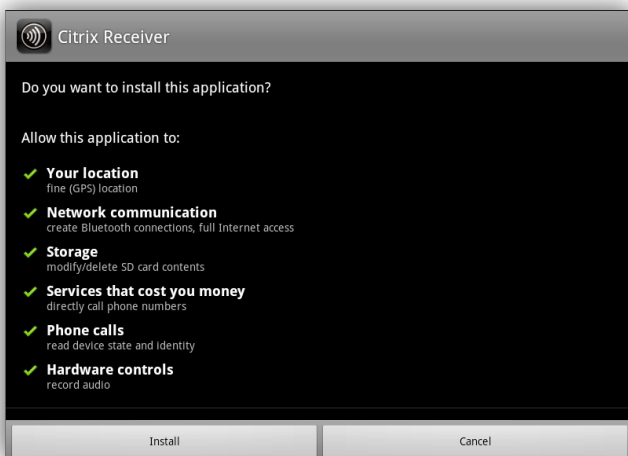 Citrix Receiver
Do you want to install this application?
Allow this application to:
Your location
fine (GPS) location
Network communication
create Bluetooth connections, full Internet access
Storage
modify/delete SD card contents
Services that cost you money
directly call phone numbers
Phone calls
read device state and identity
Hardware controls
record audio
Install Cancel